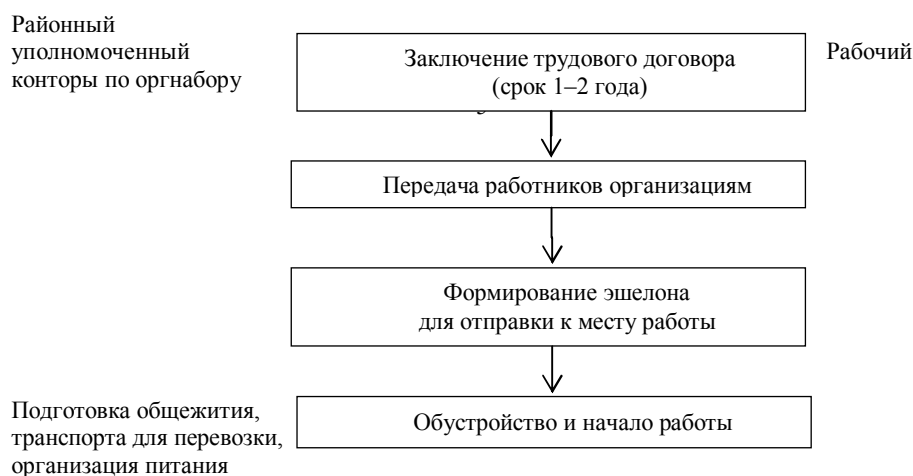 Районный
уполномоченный
конторы по оргнабору
Заключение трудового договора
(срок 1–2 года)
Рабочий
Передача работников организациям
Формирование эшелона
для отправки к месту работы
Подготовка общежития,
транспорта для перевозки,
организация питания
Обустройство и начало работы